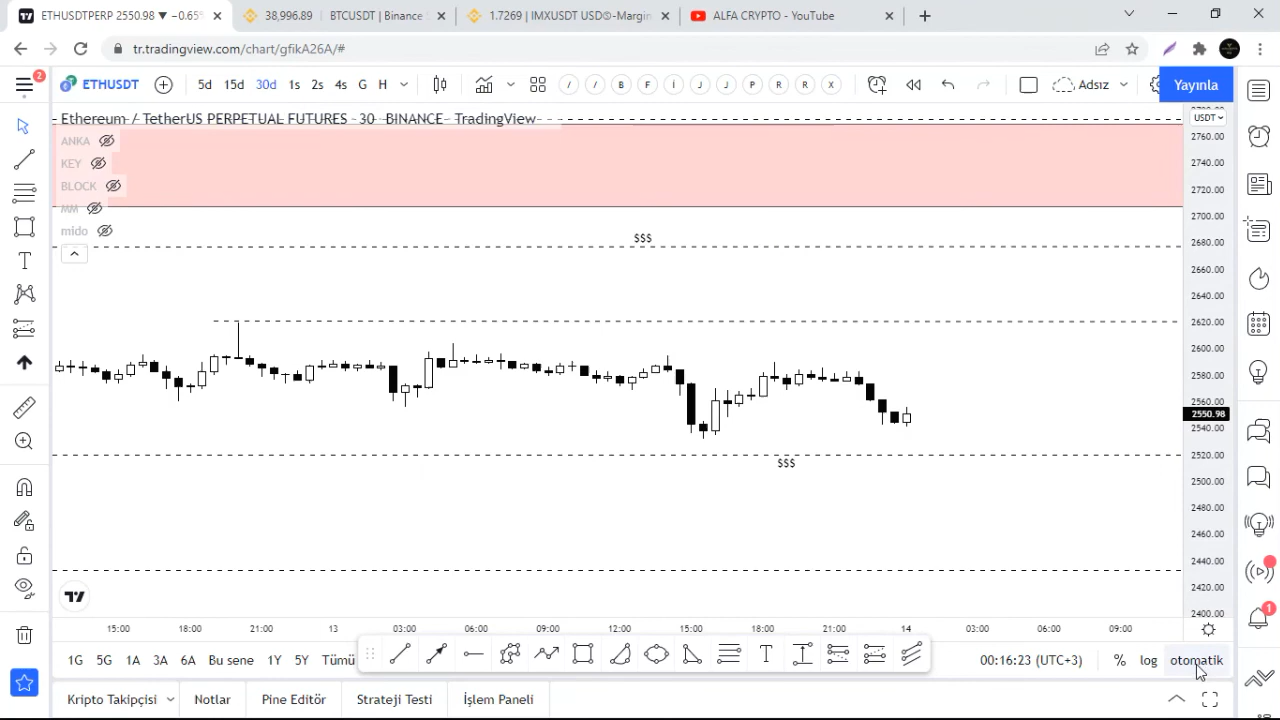 ETHUSDTPERP 2550.98 ▼ −0.65%
38,996.89
BTCUSDT | Binance S
1.7269 | IMXUSDT USD®-Margin
ALFA CRYPTO - YouTube
tr.tradingview.com/chart/gfikA26A/#
2
ETHUSDT
5d 15d 30d 1s 2s 4s G H
B F İ J J P R R X
Adsız
Yayınla
Ethereum / TetherUS PERPETUAL FUTURES · 30 · BINANCE · TradingView
USDT
ANKA
KEY
BLOCK
MM
mido
$$$
$$$
2760.00
2740.00
2720.00
2700.00
2680.00
2660.00
2640.00
2620.00
2600.00
2580.00
2560.00
2550.98
2540.00
2520.00
2500.00
2480.00
2460.00
2440.00
2420.00
2400.00
15:00 18:00 21:00 13 03:00 06:00 09:00 12:00 15:00 18:00 21:00 14 03:00 06:00 09:00
1G 5G 1A 3A 6A Bu sene 1Y 5Y Tümü
00:16:23 (UTC+3) % log otomatik
Kripto Takipçisi Notlar Pine Editör Strateji Testi İşlem Paneli
1